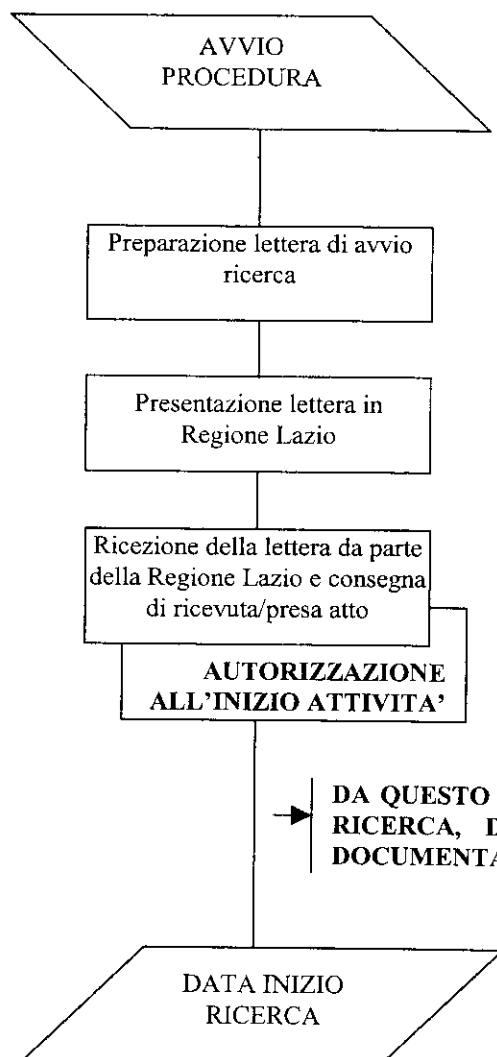 AVVIO
PROCEDURA
Preparazione lettera di avvio
ricerca
Presentazione lettera in
Regione Lazio
Ricezione della lettera da parte
della Regione Lazio e consegna
di ricevuta/presa atto
AUTORIZZAZIONE
ALL'INIZIO ATTIVITA'
DA QUESTO
RICERCA, D
DOCUMENTA
DATA INIZIO
RICERCA